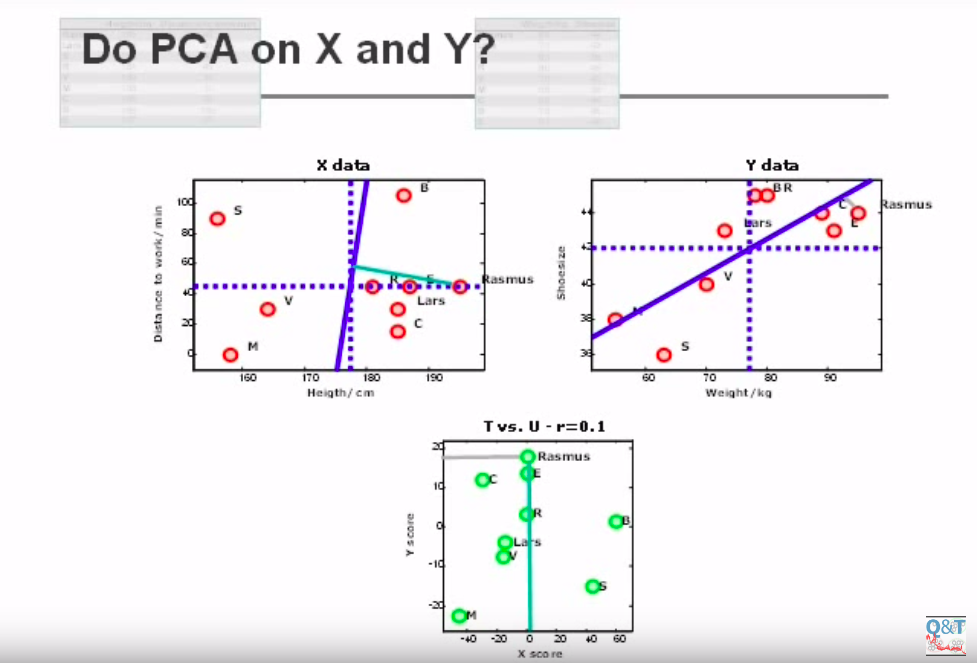 Do PCA on X and Y?
X data
Distance to work/ min
100
80
60
40
20
0
160
170
180
190
Heigth/ cm
S
B
R
E
Rasmus
V
Lars
C
M
Y data
Shoesize
44
42
40
38
36
60
70
80
90
Weight /kg
B R
C
Rasmus
Lars
E
V
M
S
T vs. U - r=0.1
Y score
20
10
0
-10
-20
-40
-20
0
20
40
60
X score
Rasmus
E
C
R
B
Lars
V
S
M
Q&T